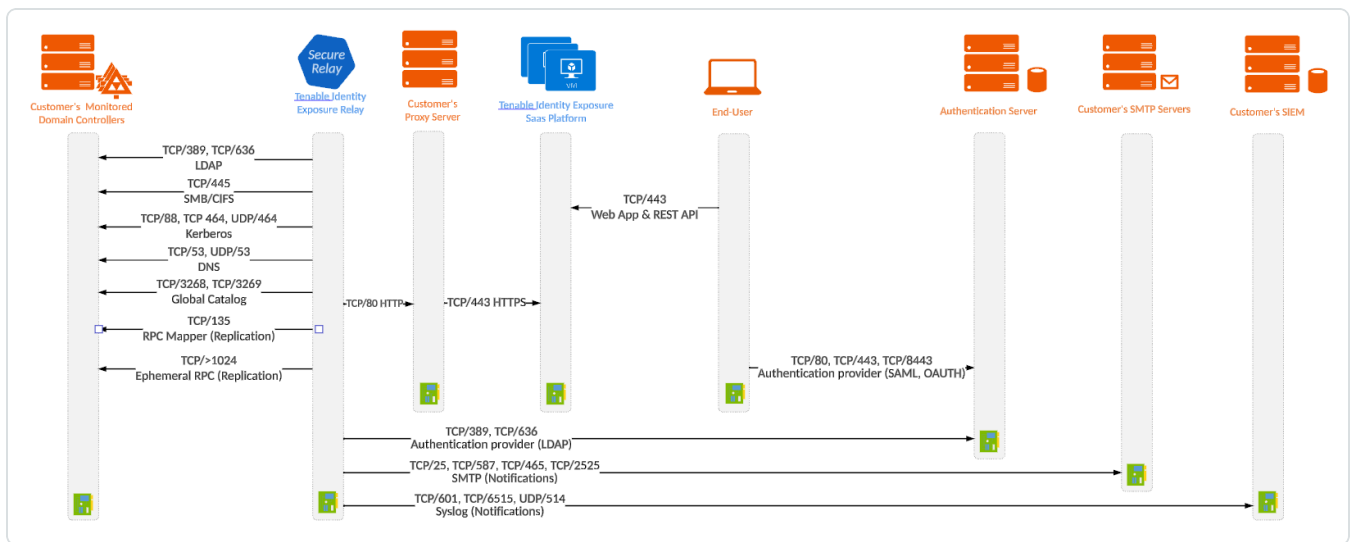 Secure
Relay
VM
Customer's Monitored
Domain Controllers
Tenable Identity
Exposure Relay
Customer's
Proxy Server
Tenable Identity Exposure
Saas Platform
End-User
Authentication Server
Customer's SMTP Servers
Customer's SIEM
TCP/389, TCP/636
LDAP
TCP/445
SMB/CIFS
TCP/88, TCP 464, UDP/464
Kerberos
TCP/53, UDP/53
DNS
TCP/3268, TCP/3269
Global Catalog
TCP/135
RPC Mapper (Replication)
TCP/>1024
Ephemeral RPC (Replication)
TCP/80 HTTP
TCP/443 HTTPS
TCP/443
Web App & REST API
TCP/80, TCP/443, TCP/8443
Authentication provider (SAML, OAUTH)
TCP/389, TCP/636
Authentication provider (LDAP)
TCP/25, TCP/587, TCP/465, TCP/2525
SMTP (Notifications)
TCP/601, TCP/6515, UDP/514
Syslog (Notifications)